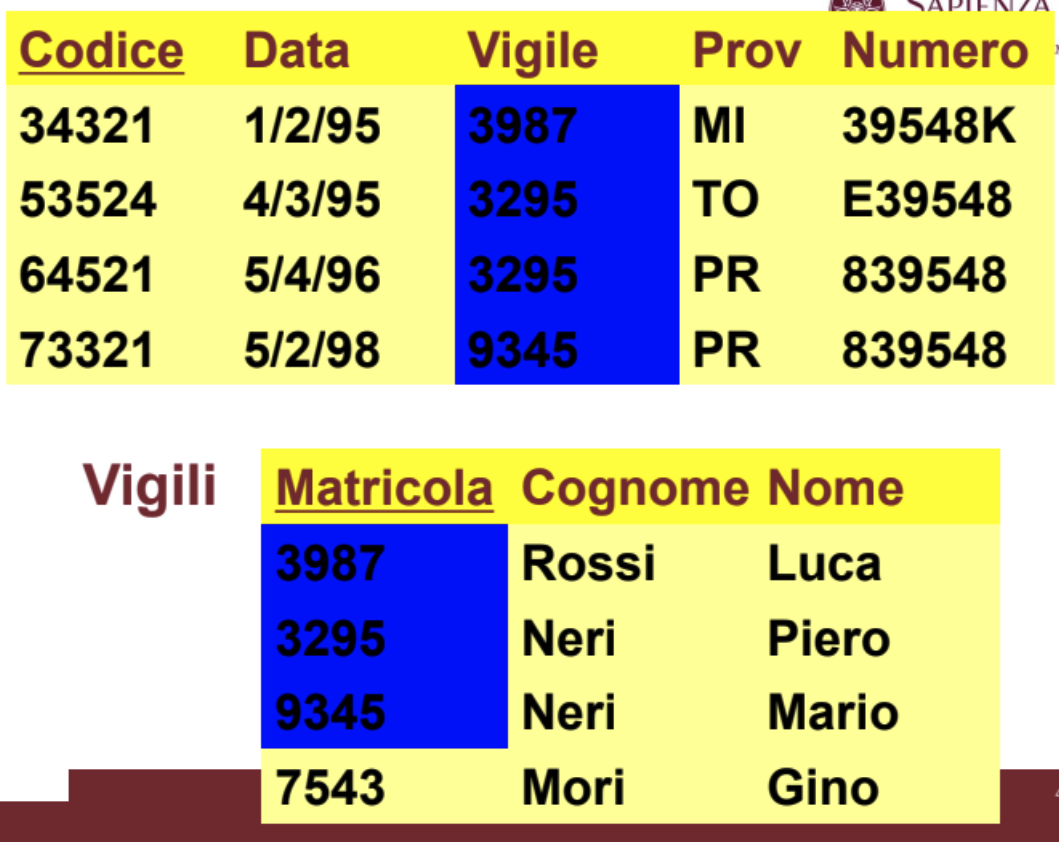 SAPIENZA
Codice Data Vigile Prov Numero
34321 1/2/95 3987 MI 39548K
53524 4/3/95 3295 TO E39548
64521 5/4/96 3295 PR 839548
73321 5/2/98 9345 PR 839548
Vigili Matricola Cognome Nome
3987 Rossi Luca
3295 Neri Piero
9345 Neri Mario
7543 Mori Gino